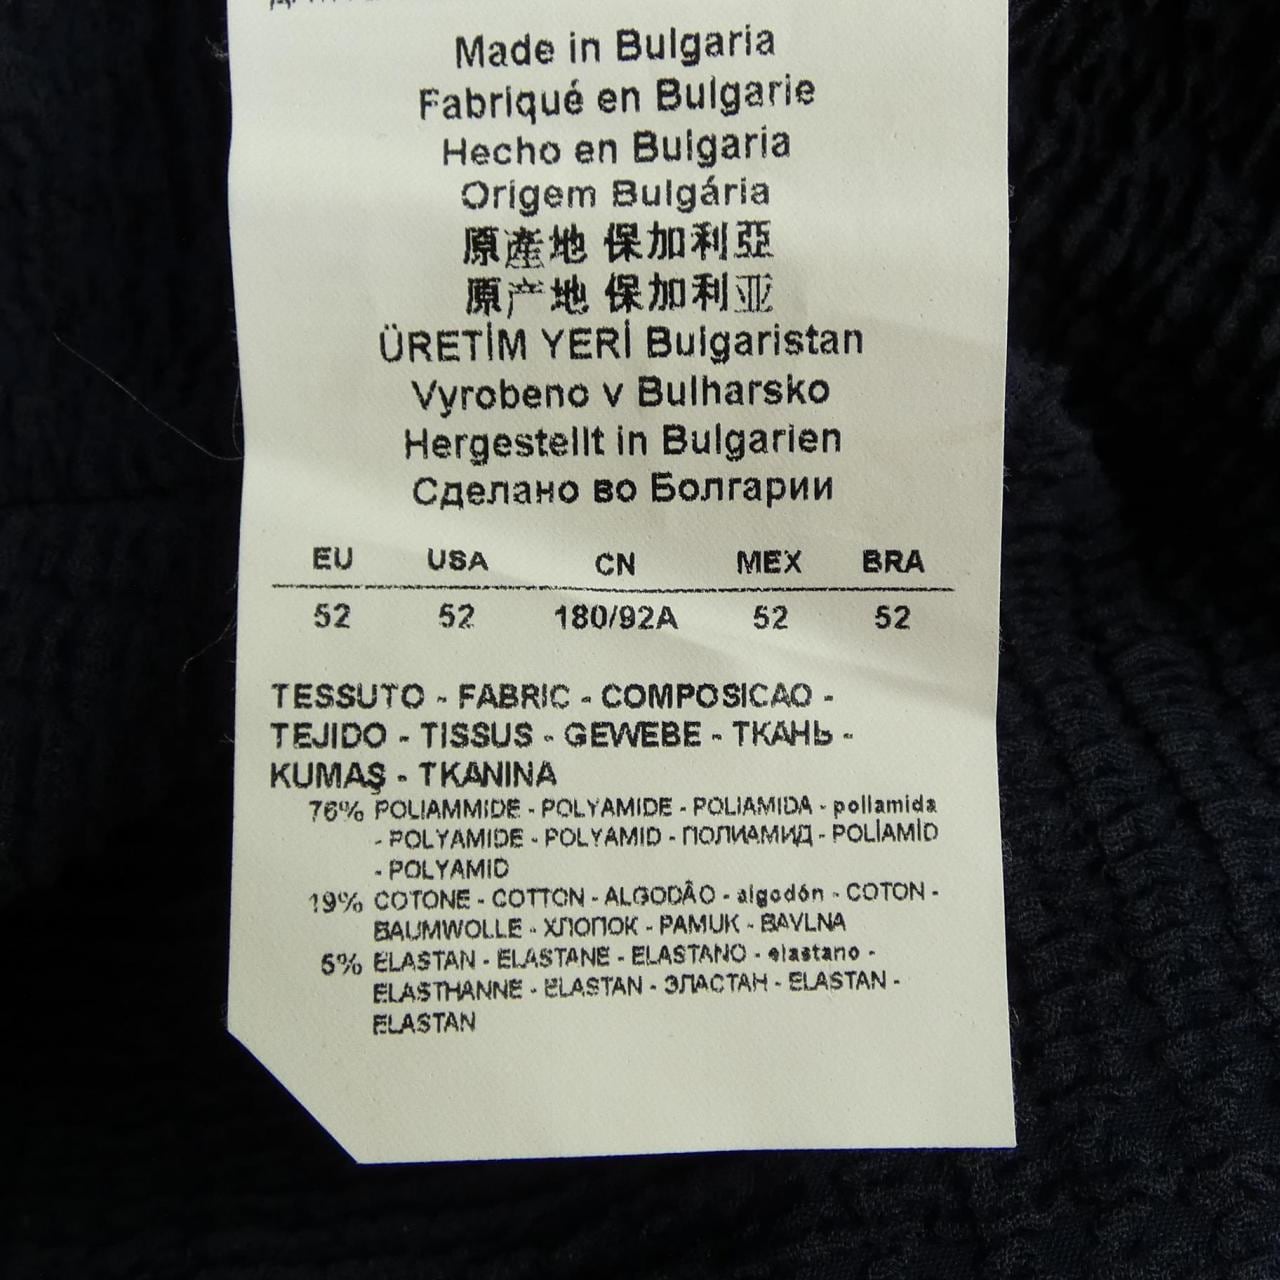 Made in Bulgaria
Fabriqué en Bulgarie
Hecho en Bulgaria
Origem Bulgária
原產地 保加利亞
原产地 保加利亚
ÜRETİM YERİ Bulgaristan
Vyrobeno v Bulharsko
Hergestellt in Bulgarien
Сделано во Болгарии
EU USA CN MEX BRA
52 52 180/92A 52 52
TESSUTO - FABRIC - COMPOSICAO -
TEJIDO - TISSUS - GEWEBE - ТКАНЬ -
KUMAŞ - TKANINA
76% POLIAMMIDE - POLYAMIDE - POLIAMIDA - poliamida
- POLYAMIDE - POLYAMID - ПОЛИАМИД - POLİAMİD
- POLYAMID
19% COTONE - COTTON - ALGODÃO - algodón - COTON -
BAUMWOLLE - ХЛОПОК - PAMUK - BAVLNA
5% ELASTAN - ELASTANE - ELASTANO - elastano -
ELASTHANNE - ELASTAN - ЭЛАСТАН - ELASTAN -
ELASTAN